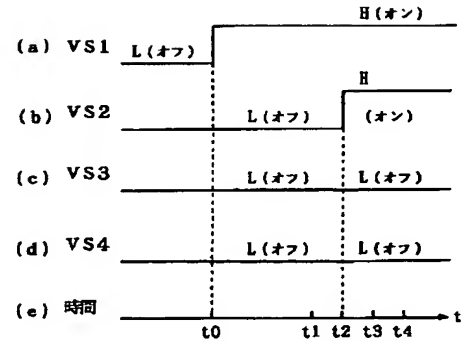 H(オン)
(a) VS1 L(オフ)
H
(b) VS2 L(オフ) (オン)
(c) VS3 L(オフ) L(オフ)
(d) VS4 L(オフ) L(オフ)
(e) 時間 t
t0 t1 t2 t3 t4